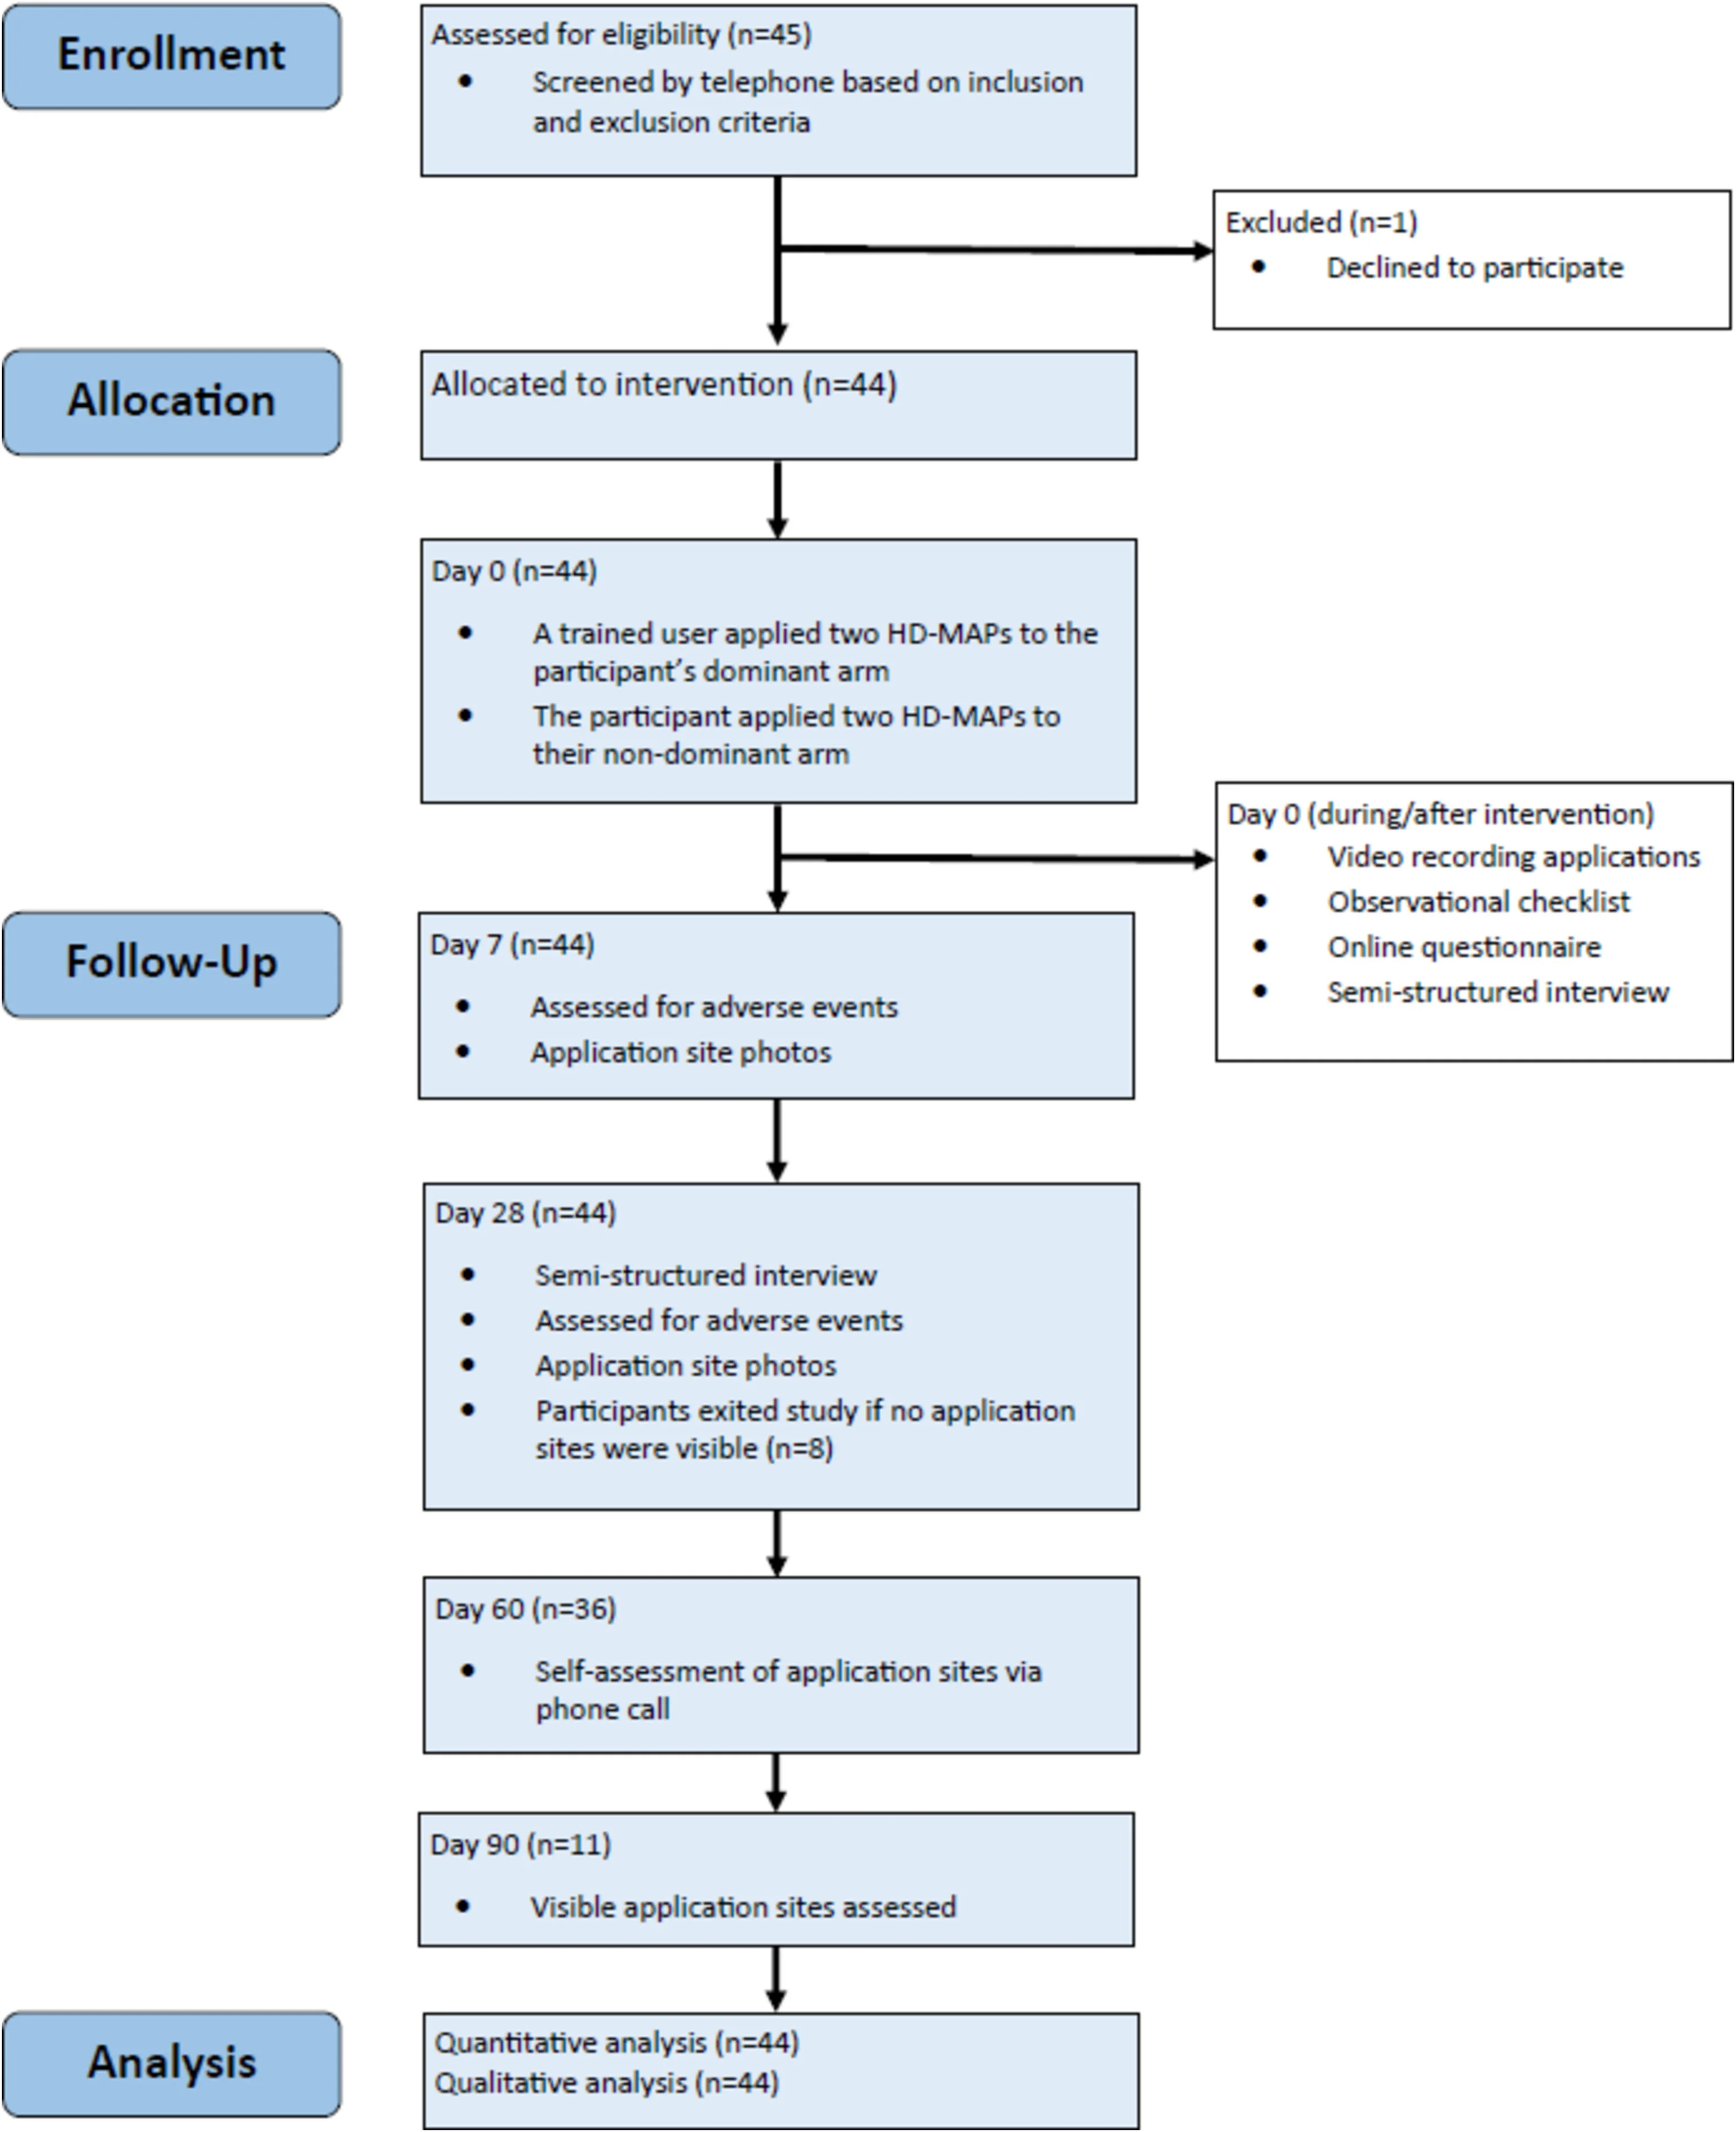 Enrollment
Assessed for eligibility (n=45)
● Screened by telephone based on inclusion
and exclusion criteria
Excluded (n=1)
● Declined to participate
Allocation
Allocated to intervention (n=44)
Day 0 (n=44)
● A trained user applied two HD-MAPs to the
participant’s dominant arm
● The participant applied two HD-MAPs to
their non-dominant arm
Day 0 (during/after intervention)
● Video recording applications
● Observational checklist
● Online questionnaire
● Semi-structured interview
Follow-Up
Day 7 (n=44)
● Assessed for adverse events
● Application site photos
Day 28 (n=44)
● Semi-structured interview
● Assessed for adverse events
● Application site photos
● Participants exited study if no application
sites were visible (n=8)
Day 60 (n=36)
● Self-assessment of application sites via
phone call
Day 90 (n=11)
● Visible application sites assessed
Analysis
Quantitative analysis (n=44)
Qualitative analysis (n=44)